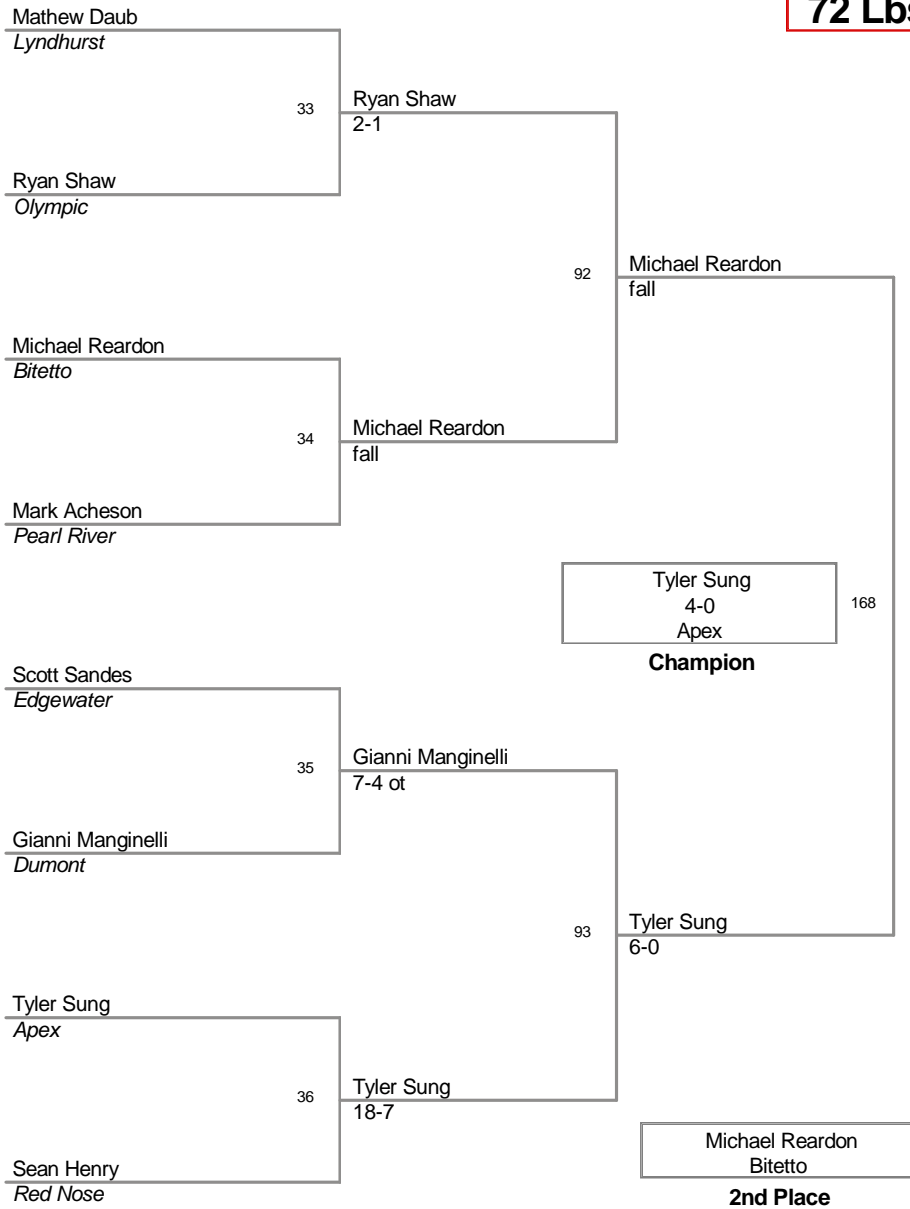 72 Lbs
Mathew Daub
Lyndhurst
33
Ryan Shaw
2-1
Ryan Shaw
Olympic
92
Michael Reardon
fall
Michael Reardon
Bitetto
34
Michael Reardon
fall
Mark Acheson
Pearl River
Tyler Sung
4-0
Apex
168
Champion
Scott Sandes
Edgewater
35
Gianni Manginelli
7-4 ot
Gianni Manginelli
Dumont
93
Tyler Sung
6-0
Tyler Sung
Apex
36
Tyler Sung
18-7
Sean Henry
Red Nose
Michael Reardon
Bitetto
2nd Place